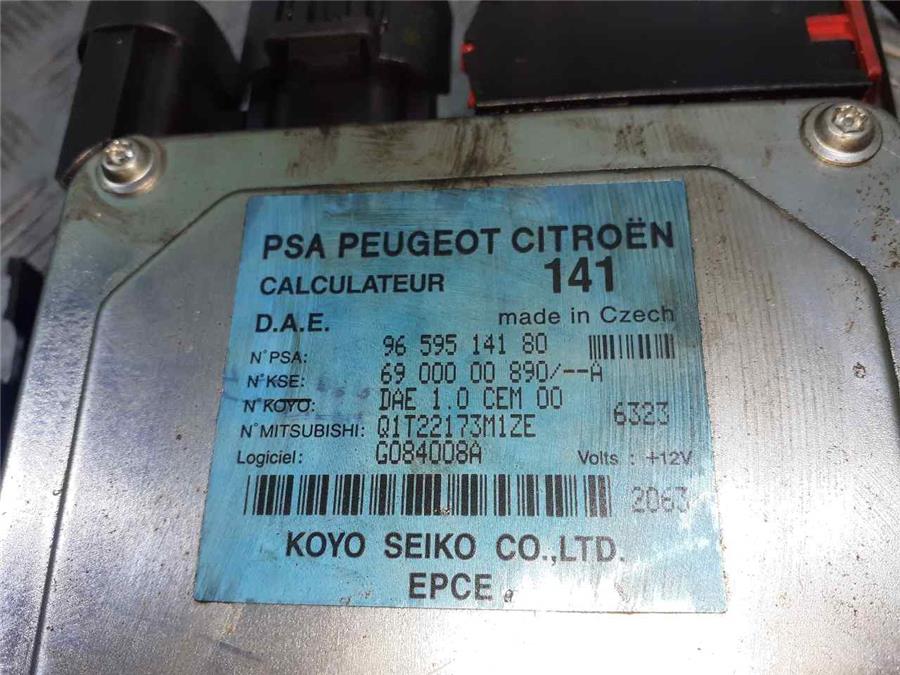 PSA PEUGEOT CITROËN
CALCULATEUR 141
D.A.E. made in Czech
N°PSA: 96 595 141 80
N°KSE: 69 000 00 890/--A
N°KOYO: DAE 1.0 CEM 00 6323
N°MITSUBISHI: Q1T22173M1ZE
Logiciel: G084008A Volts : +12V
2063
KOYO SEIKO CO.,LTD.
EPCE